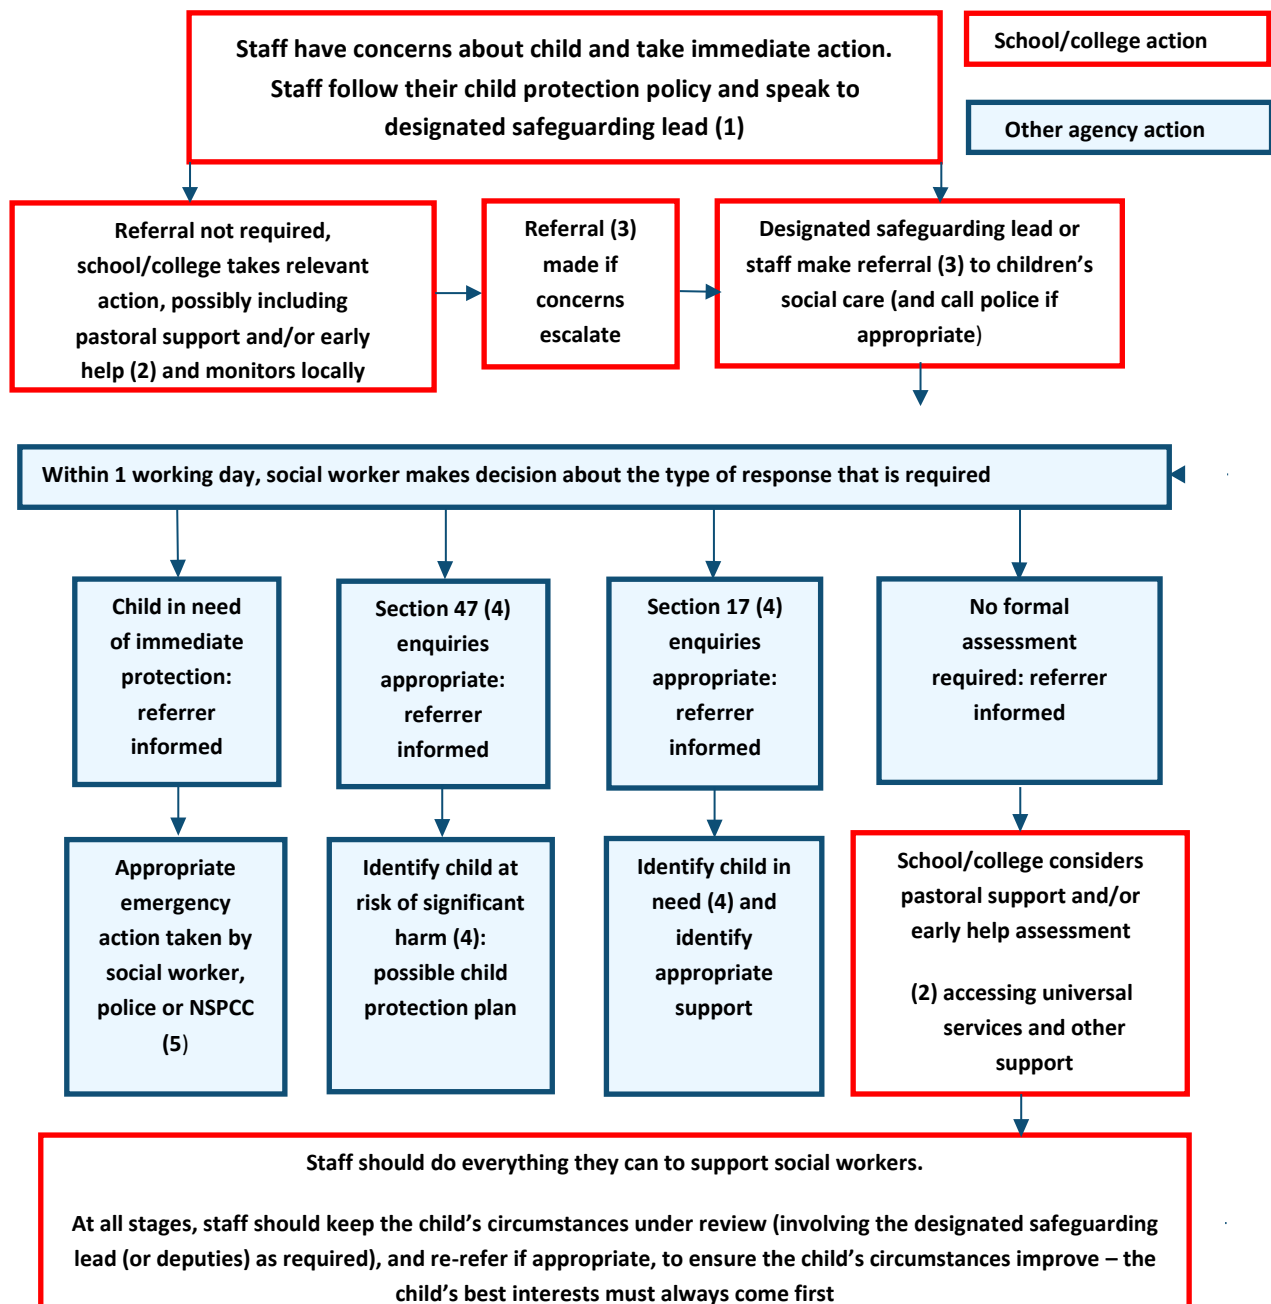 Staff have concerns about child and take immediate action.
Staff follow their child protection policy and speak to
designated safeguarding lead (1)
School/college action
Other agency action
Referral not required,
school/college takes relevant
action, possibly including
pastoral support and/or early
help (2) and monitors locally
Referral (3)
made if
concerns
escalate
Designated safeguarding lead or
staff make referral (3) to children’s
social care (and call police if
appropriate)
Within 1 working day, social worker makes decision about the type of response that is required
Child in need
of immediate
protection:
referrer
informed
Section 47 (4)
enquiries
appropriate:
referrer
informed
Section 17 (4)
enquiries
appropriate:
referrer
informed
No formal
assessment
required: referrer
informed
Appropriate
emergency
action taken by
social worker,
police or NSPCC
(5)
Identify child at
risk of significant
harm (4):
possible child
protection plan
Identify child in
need (4) and
identify
appropriate
support
School/college considers
pastoral support and/or
early help assessment
(2) accessing universal
services and other
support
Staff should do everything they can to support social workers.
At all stages, staff should keep the child’s circumstances under review (involving the designated safeguarding
lead (or deputies) as required), and re-refer if appropriate, to ensure the child’s circumstances improve – the
child’s best interests must always come first